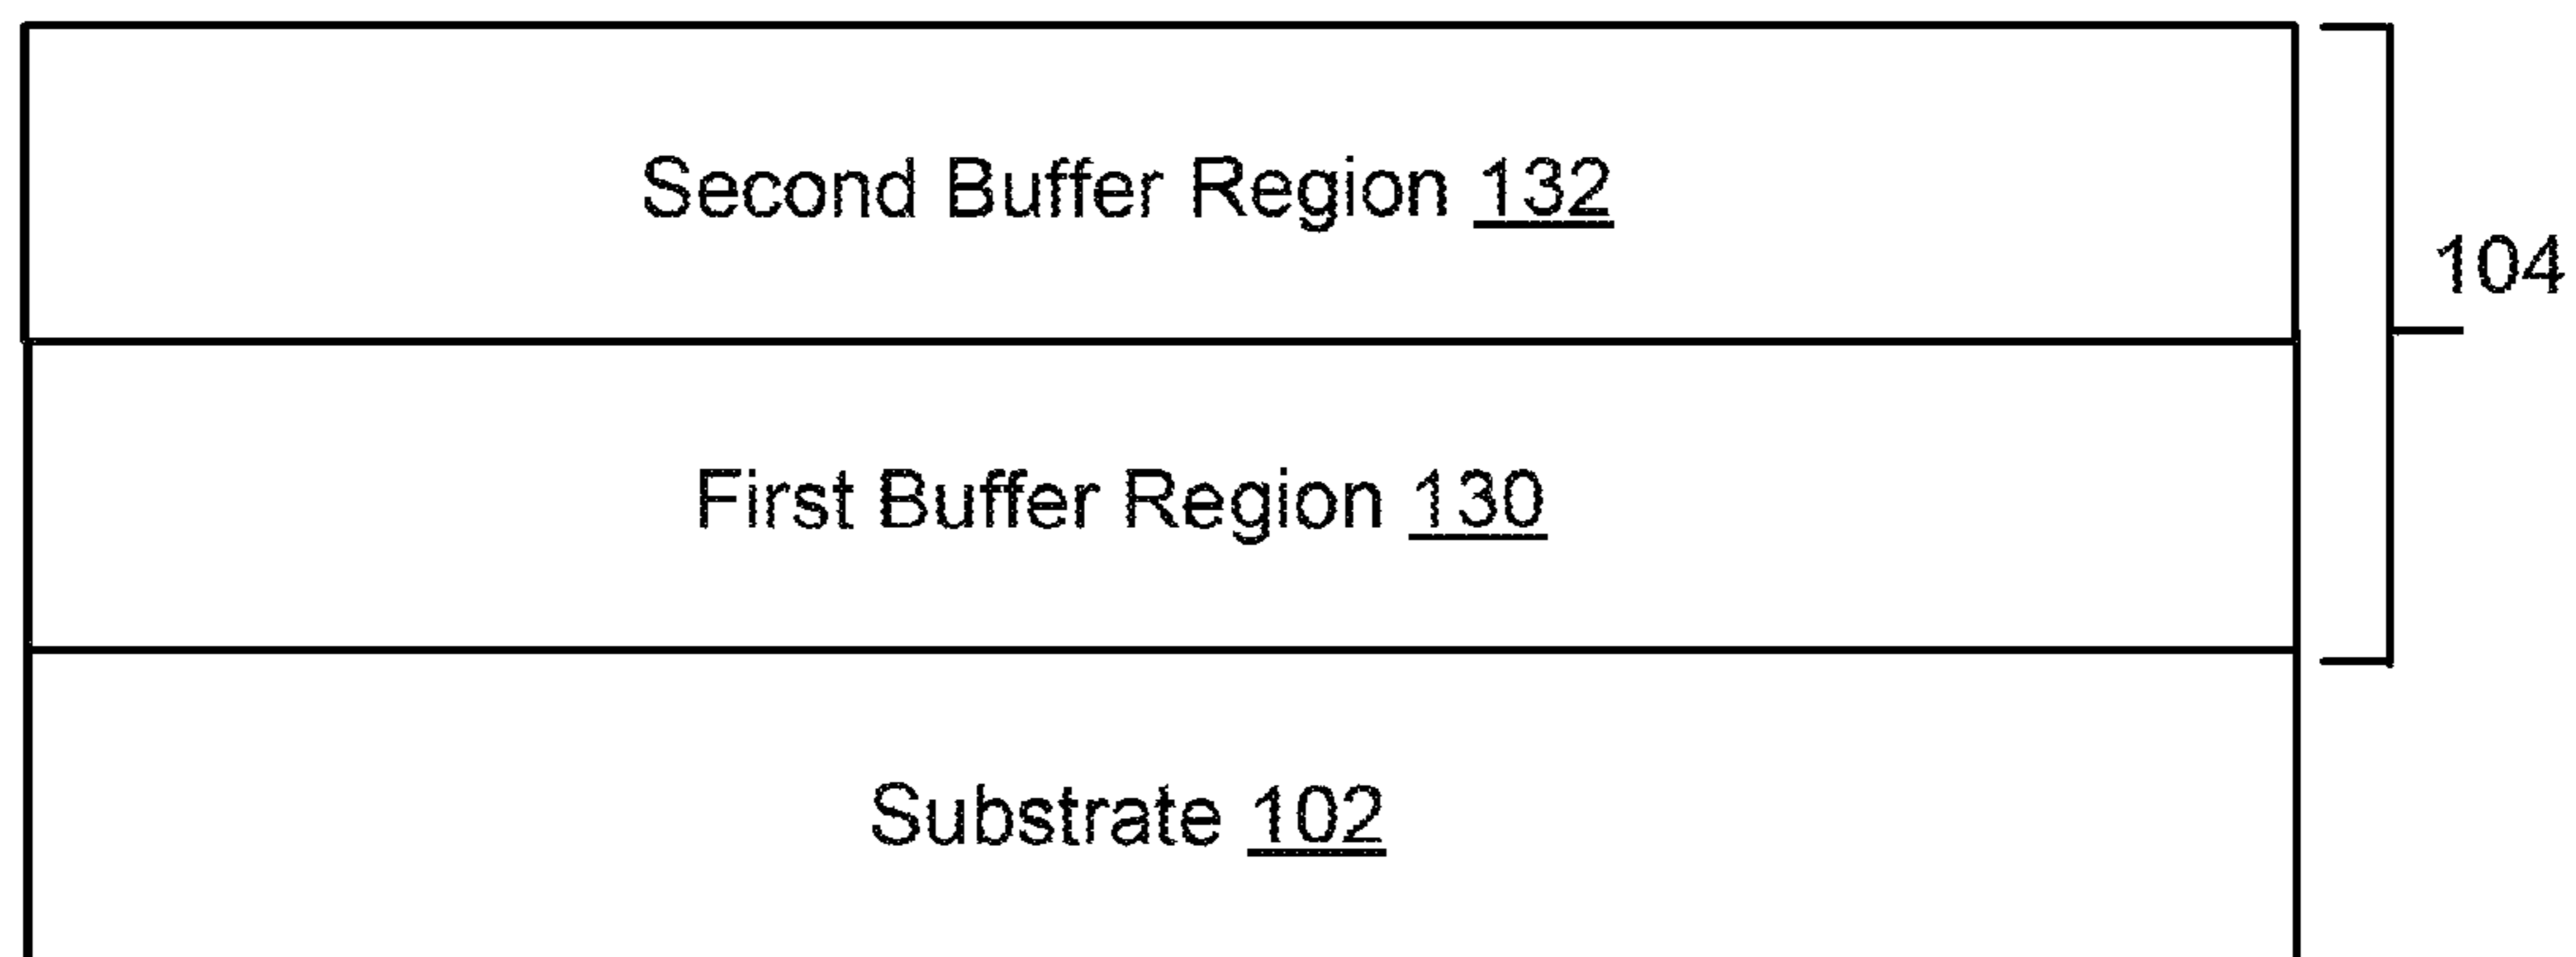 Second Buffer Region 132
104
First Buffer Region 130
Substrate 102